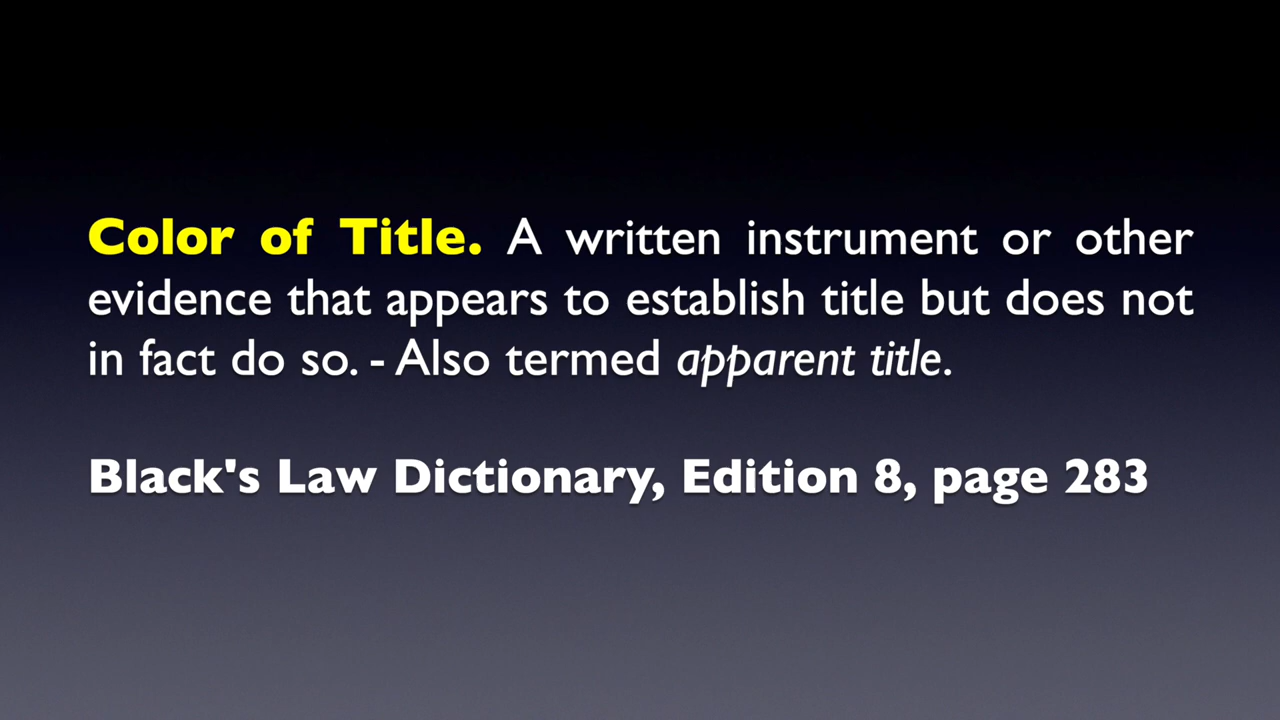 Color of Title. A written instrument or other
evidence that appears to establish title but does not
in fact do so. - Also termed apparent title.
Black's Law Dictionary, Edition 8, page 283